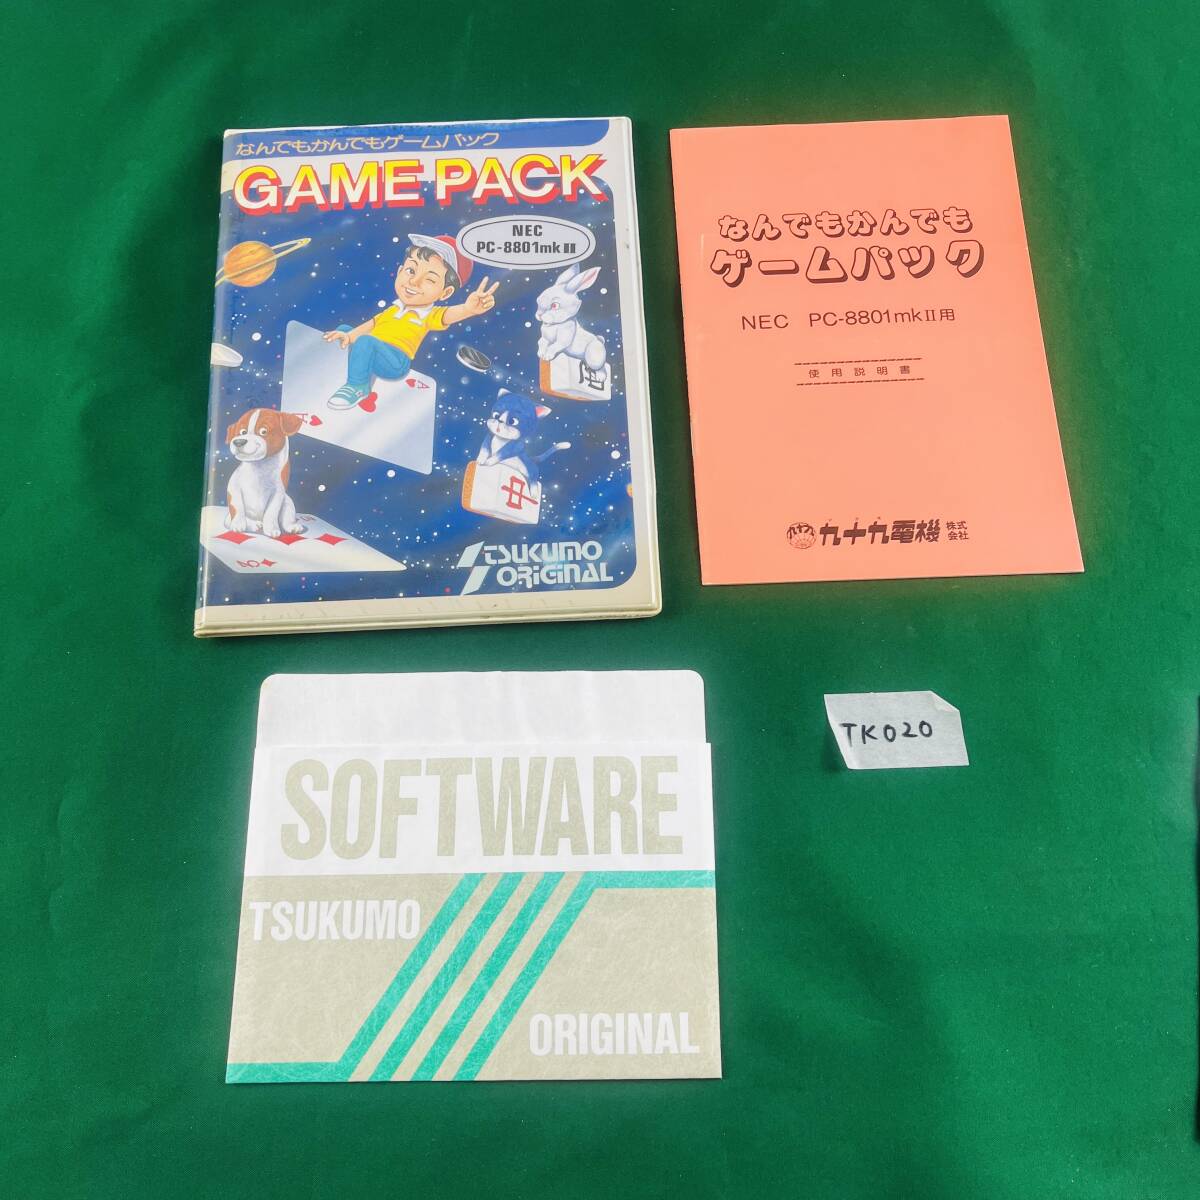 なんでもかんでもゲームパック
GAME PACK
NEC
PC-8801mkII
A
中
TSUKUMO
ORIGINAL
なんでもかんでも
ゲームパック
NEC PC-8801mkII用
使用説明書
九十九電機株式会社
SOFTWARE
TSUKUMO
ORIGINAL
TK020